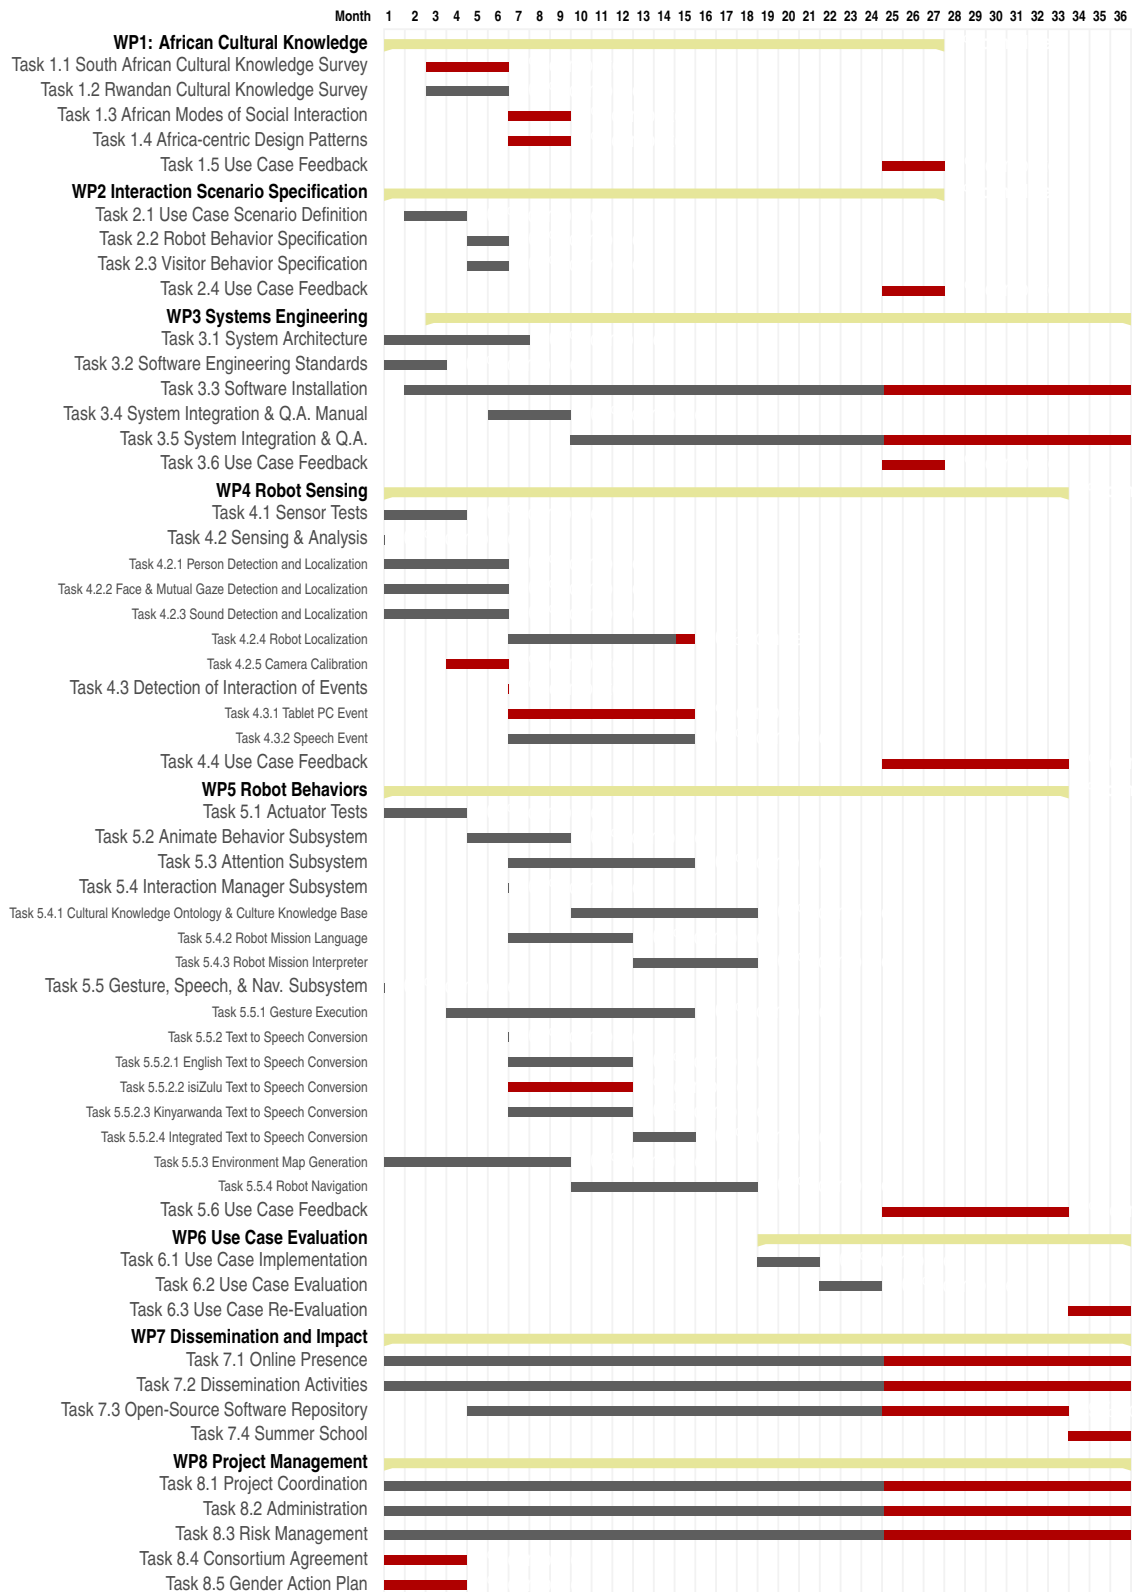 Month 1 2 3 4 5 6 7 8 9 10 11 12 13 14 15 16 17 18 19 20 21 22 23 24 25 26 27 28 29 30 31 32 33 34 35 36
WP1: African Cultural Knowledge
Task 1.1 South African Cultural Knowledge Survey
Task 1.2 Rwandan Cultural Knowledge Survey
Task 1.3 African Modes of Social Interaction
Task 1.4 Africa-centric Design Patterns
Task 1.5 Use Case Feedback
WP2 Interaction Scenario Specification
Task 2.1 Use Case Scenario Definition
Task 2.2 Robot Behavior Specification
Task 2.3 Visitor Behavior Specification
Task 2.4 Use Case Feedback
WP3 Systems Engineering
Task 3.1 System Architecture
Task 3.2 Software Engineering Standards
Task 3.3 Software Installation
Task 3.4 System Integration & Q.A. Manual
Task 3.5 System Integration & Q.A.
Task 3.6 Use Case Feedback
WP4 Robot Sensing
Task 4.1 Sensor Tests
Task 4.2 Sensing & Analysis
Task 4.2.1 Person Detection and Localization
Task 4.2.2 Face & Mutual Gaze Detection and Localization
Task 4.2.3 Sound Detection and Localization
Task 4.2.4 Robot Localization
Task 4.2.5 Camera Calibration
Task 4.3 Detection of Interaction of Events
Task 4.3.1 Tablet PC Event
Task 4.3.2 Speech Event
Task 4.4 Use Case Feedback
WP5 Robot Behaviors
Task 5.1 Actuator Tests
Task 5.2 Animate Behavior Subsystem
Task 5.3 Attention Subsystem
Task 5.4 Interaction Manager Subsystem
Task 5.4.1 Cultural Knowledge Ontology & Culture Knowledge Base
Task 5.4.2 Robot Mission Language
Task 5.4.3 Robot Mission Interpreter
Task 5.5 Gesture, Speech, & Nav. Subsystem
Task 5.5.1 Gesture Execution
Task 5.5.2 Text to Speech Conversion
Task 5.5.2.1 English Text to Speech Conversion
Task 5.5.2.2 isiZulu Text to Speech Conversion
Task 5.5.2.3 Kinyarwanda Text to Speech Conversion
Task 5.5.2.4 Integrated Text to Speech Conversion
Task 5.5.3 Environment Map Generation
Task 5.5.4 Robot Navigation
Task 5.6 Use Case Feedback
WP6 Use Case Evaluation
Task 6.1 Use Case Implementation
Task 6.2 Use Case Evaluation
Task 6.3 Use Case Re-Evaluation
WP7 Dissemination and Impact
Task 7.1 Online Presence
Task 7.2 Dissemination Activities
Task 7.3 Open-Source Software Repository
Task 7.4 Summer School
WP8 Project Management
Task 8.1 Project Coordination
Task 8.2 Administration
Task 8.3 Risk Management
Task 8.4 Consortium Agreement
Task 8.5 Gender Action Plan